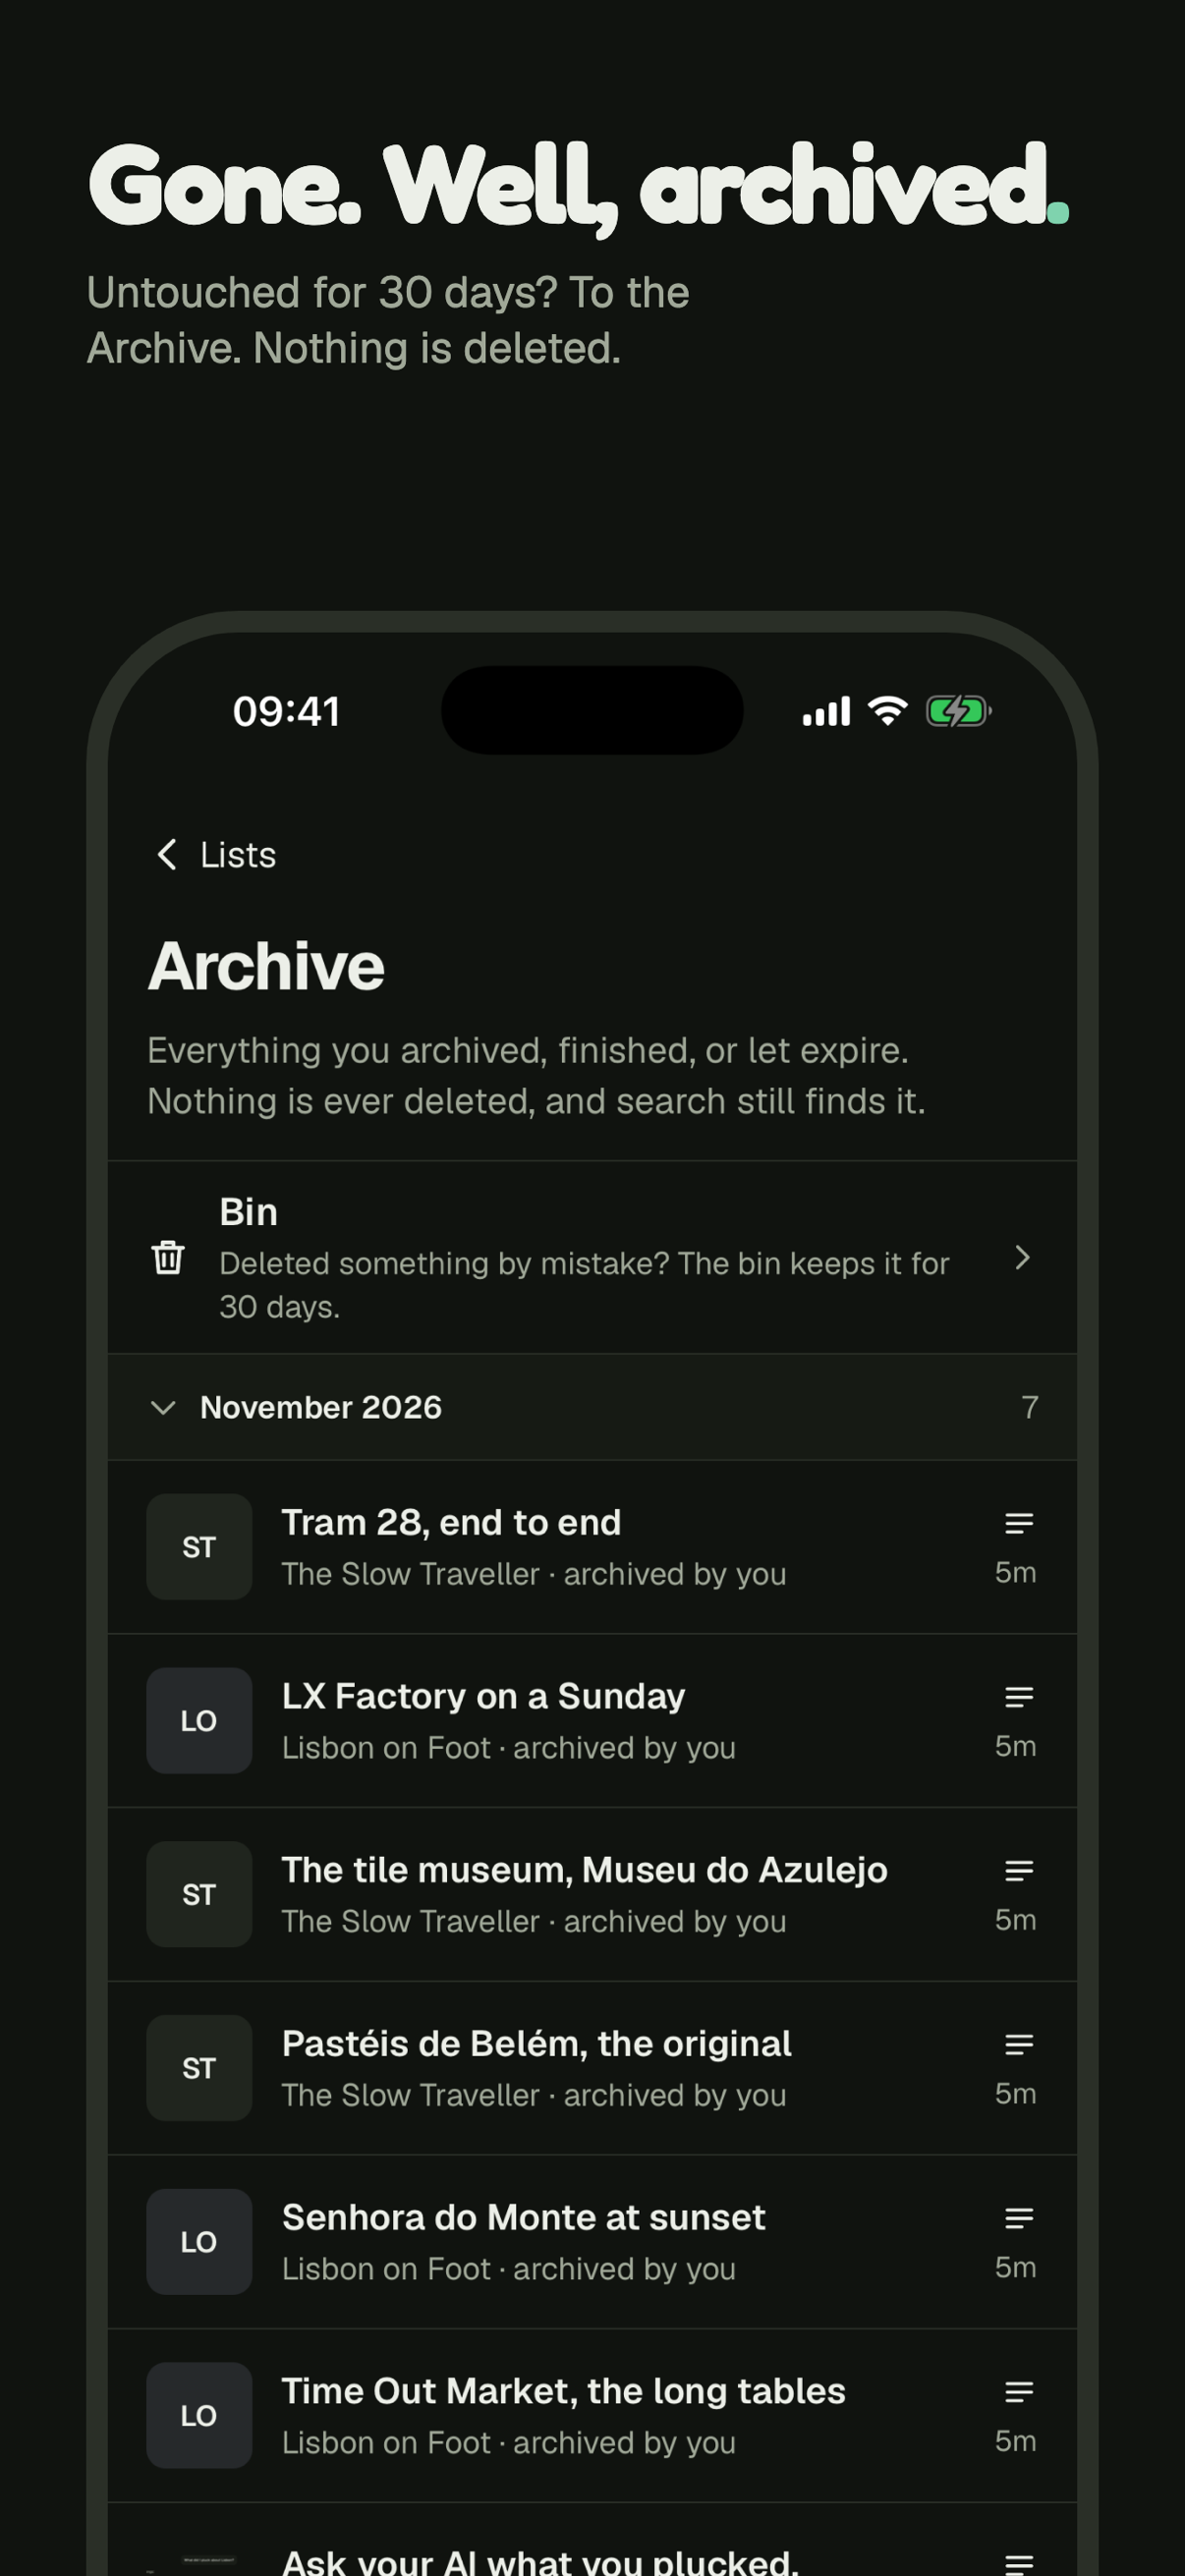 Gone. Well, archived.
Untouched for 30 days? To the
Archive. Nothing is deleted.
09:41
Lists
Archive
Everything you archived, finished, or let expire.
Nothing is ever deleted, and search still finds it.
Bin
Deleted something by mistake? The bin keeps it for
30 days.
November 2026 7
ST
Tram 28, end to end
The Slow Traveller · archived by you
5m
LO
LX Factory on a Sunday
Lisbon on Foot · archived by you
5m
ST
The tile museum, Museu do Azulejo
The Slow Traveller · archived by you
5m
ST
Pastéis de Belém, the original
The Slow Traveller · archived by you
5m
LO
Senhora do Monte at sunset
Lisbon on Foot · archived by you
5m
LO
Time Out Market, the long tables
Lisbon on Foot · archived by you
5m
Ask your AI what you plucked.